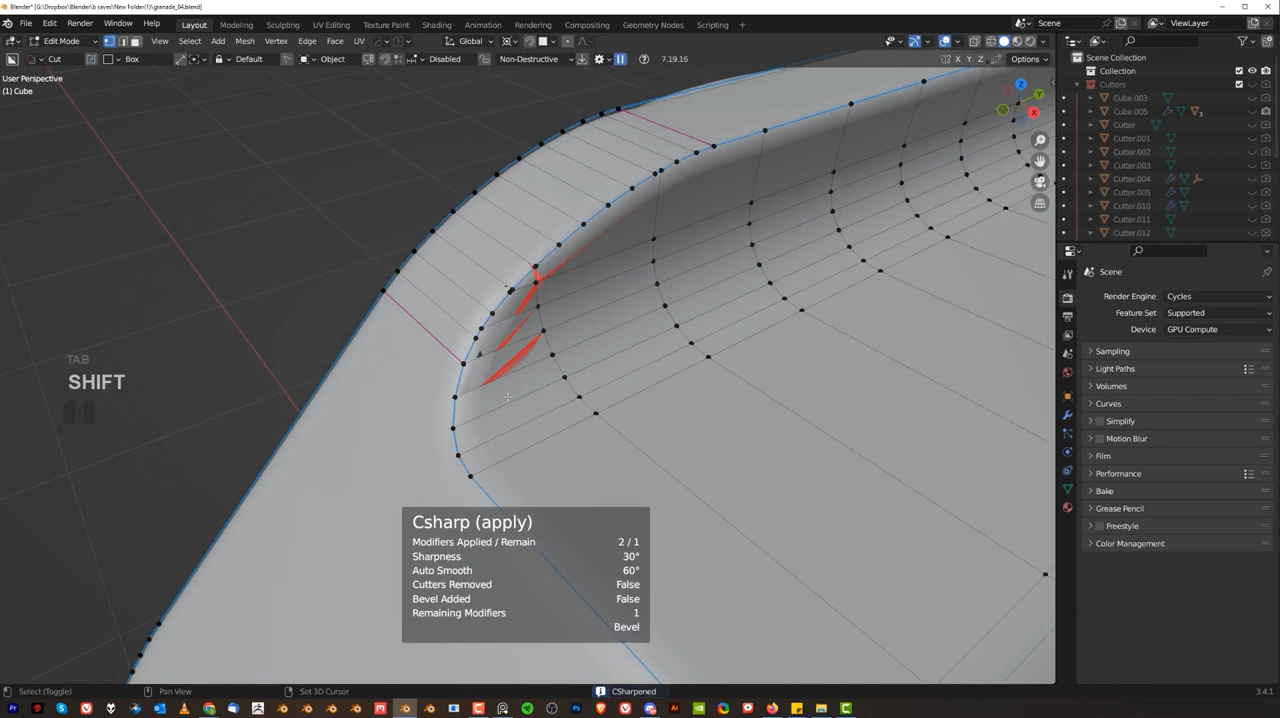 Blender* [G:\Dropbox\Blender\b saves\New Folder(1)\granade_04.blend]
File Edit Render Window Help Layout Modeling Sculpting UV Editing Texture Paint Shading Animation Rendering Compositing Geometry Nodes Scripting + Scene ViewLayer
Edit Mode View Select Add Mesh Vertex Edge Face UV Global
Cut Box Default Object Disabled Non-Destructive 7.19.16 X Y Z Options
User Perspective
(1) Cube
Z
Y
X
TAB
SHIFT
Csharp (apply)
Modifiers Applied / Remain 2 / 1
Sharpness 30°
Auto Smooth 60°
Cutters Removed False
Bevel Added False
Remaining Modifiers 1
Bevel
Scene Collection
Collection
Cutters
Cube.003
Cube.005 3
Cutter
Cutter.001
Cutter.002
Cutter.003
Cutter.004
Cutter.005
Cutter.010
Cutter.011
Cutter.012
Scene
Render Engine Cycles
Feature Set Supported
Device GPU Compute
Sampling
Light Paths
Volumes
Curves
Simplify
Motion Blur
Film
Performance
Bake
Grease Pencil
Freestyle
Color Management
Select (Toggle) Pan View Set 3D Cursor CSharpened 3.4.1